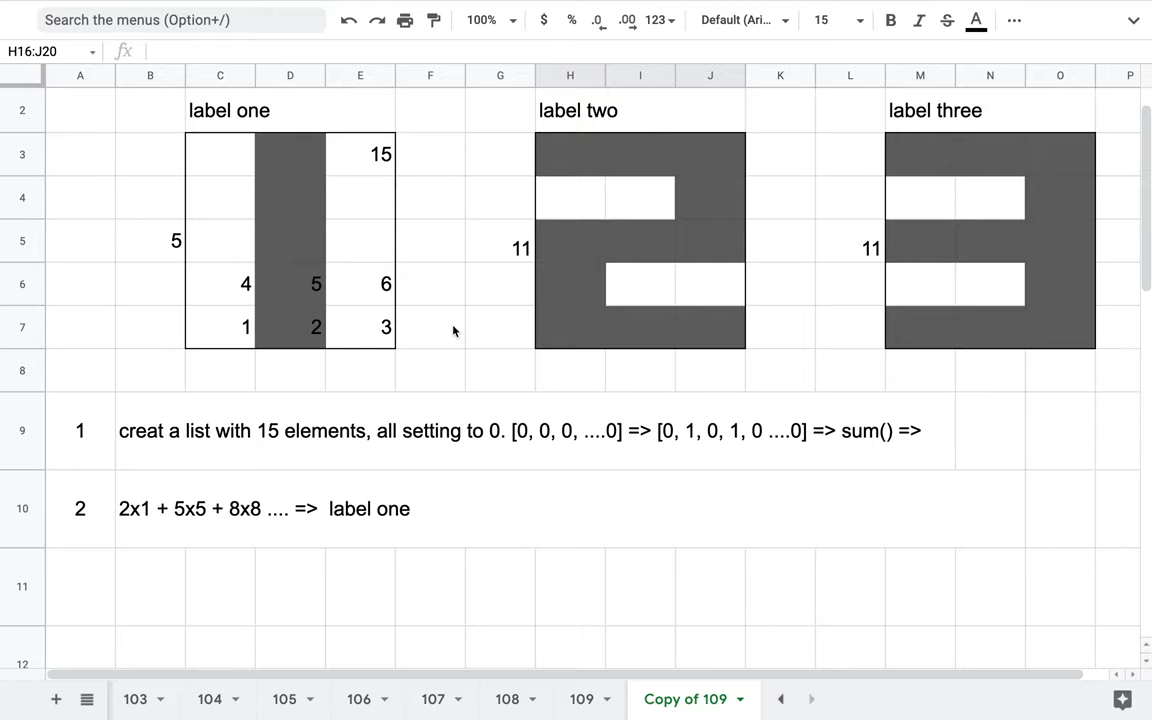 Search the menus (Option+/) 100% $ % .0 .00 123 Default (Ari... 15 B I S A
H16:J20 fx
A B C D E F G H I J K L M N O P
2 label one label two label three
3 15
4
5 5 11 11
6 4 5 6
7 1 2 3
8
9 1 creat a list with 15 elements, all setting to 0. [0, 0, 0, ....0] => [0, 1, 0, 1, 0 ....0] => sum() =>
10 2 2x1 + 5x5 + 8x8 .... => label one
11
12
103 104 105 106 107 108 109 Copy of 109